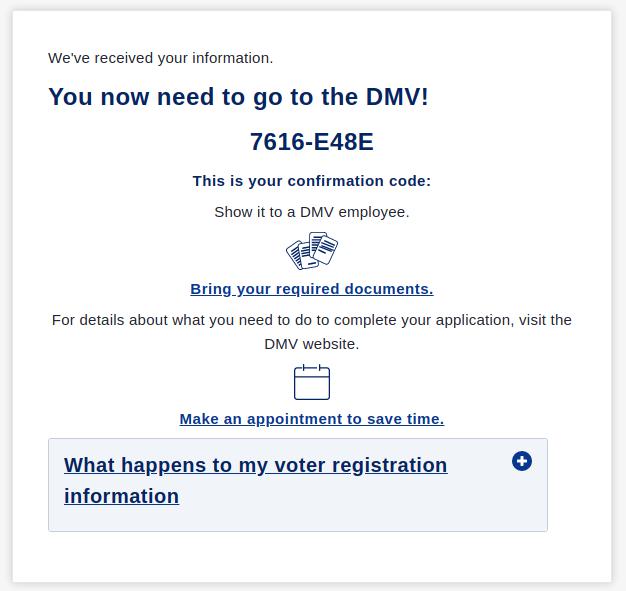 We've received your information.
You now need to go to the DMV!
7616-E48E
This is your confirmation code:
Show it to a DMV employee.
Bring your required documents.
For details about what you need to do to complete your application, visit the
DMV website.
Make an appointment to save time.
What happens to my voter registration
information